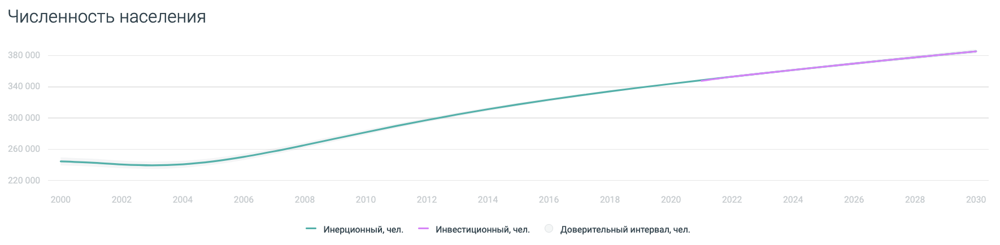 Численность населения
380 000
340 000
300 000
260 000
220 000
2000 2002 2004 2006 2008 2010 2012 2014 2016 2018 2020 2022 2024 2026 2028 2030
Инерционный, чел. Инвестиционный, чел. Доверительный интервал, чел.